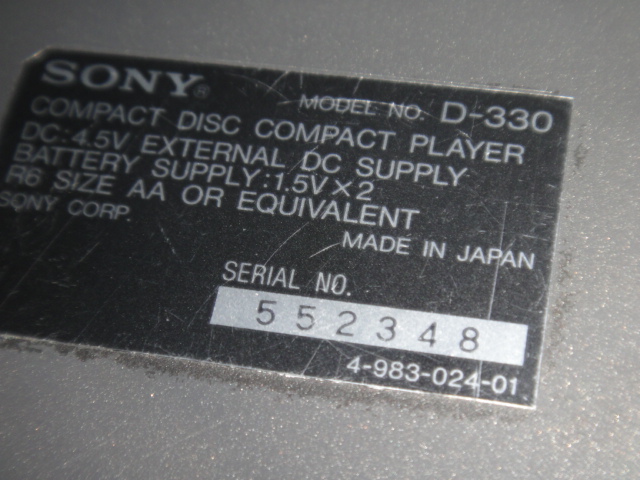 SONY®
MODEL NO. D-330
COMPACT DISC COMPACT PLAYER
DC:4.5V EXTERNAL DC SUPPLY
BATTERY SUPPLY:1.5V×2
R6 SIZE AA OR EQUIVALENT
SONY CORP.
MADE IN JAPAN
SERIAL NO.
552348
4-983-024-01